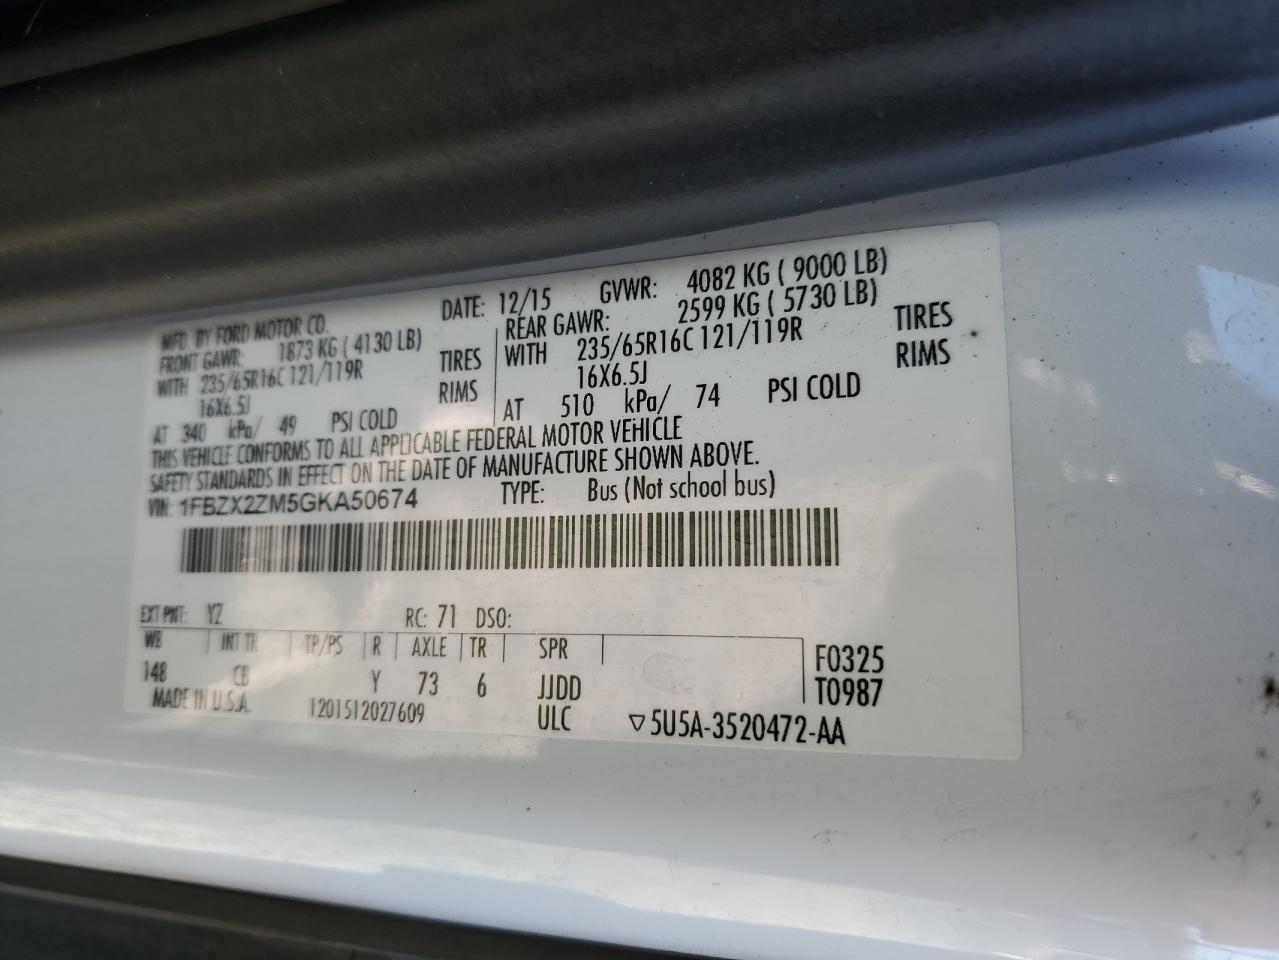 MFD. BY FORD MOTOR CO. DATE: 12/15 GVWR: 4082 KG ( 9000 LB)
FRONT GAWR: 1873 KG ( 4130 LB) REAR GAWR: 2599 KG ( 5730 LB)
WITH 235/65R16C 121/119R TIRES WITH 235/65R16C 121/119R TIRES
16X6.5J RIMS 16X6.5J RIMS
AT 340 kPa/ 49 PSI COLD AT 510 kPa/ 74 PSI COLD
THIS VEHICLE CONFORMS TO ALL APPLICABLE FEDERAL MOTOR VEHICLE
SAFETY STANDARDS IN EFFECT ON THE DATE OF MANUFACTURE SHOWN ABOVE.
VIN: 1FBZX2ZM5GKA50674 TYPE: Bus (Not school bus)
EXT PNT: YZ RC: 71 DSO:
WB INT TR TP/PS R AXLE TR SPR F0325
148 CB Y 73 6 JJDD T0987
MADE IN U.S.A. 1201512027609 ULC ▽5U5A-3520472-AA